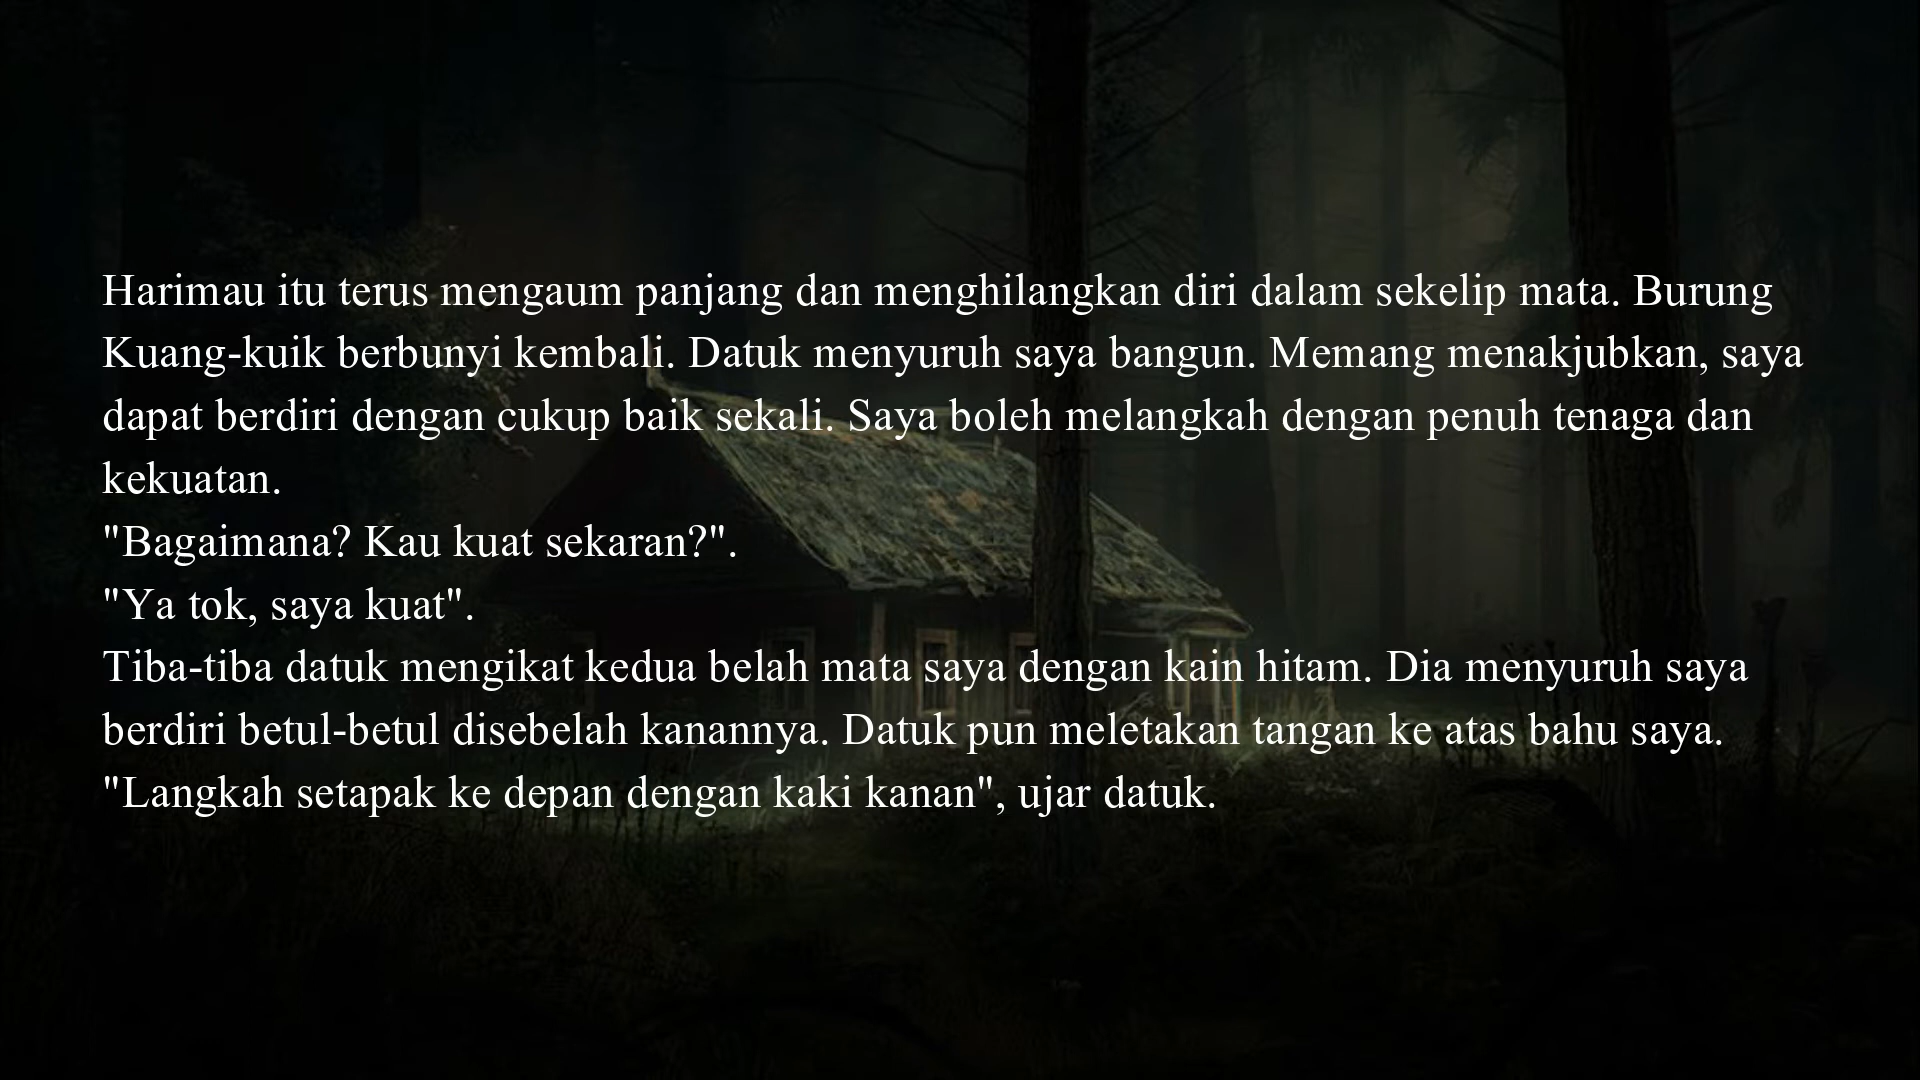 Harimau itu terus mengaum panjang dan menghilangkan diri dalam sekelip mata. Burung
Kuang-kuik berbunyi kembali. Datuk menyuruh saya bangun. Memang menakjubkan, saya
dapat berdiri dengan cukup baik sekali. Saya boleh melangkah dengan penuh tenaga dan
kekuatan.
"Bagaimana? Kau kuat sekaran?".
"Ya tok, saya kuat".
Tiba-tiba datuk mengikat kedua belah mata saya dengan kain hitam. Dia menyuruh saya
berdiri betul-betul disebelah kanannya. Datuk pun meletakan tangan ke atas bahu saya.
"Langkah setapak ke depan dengan kaki kanan", ujar datuk.